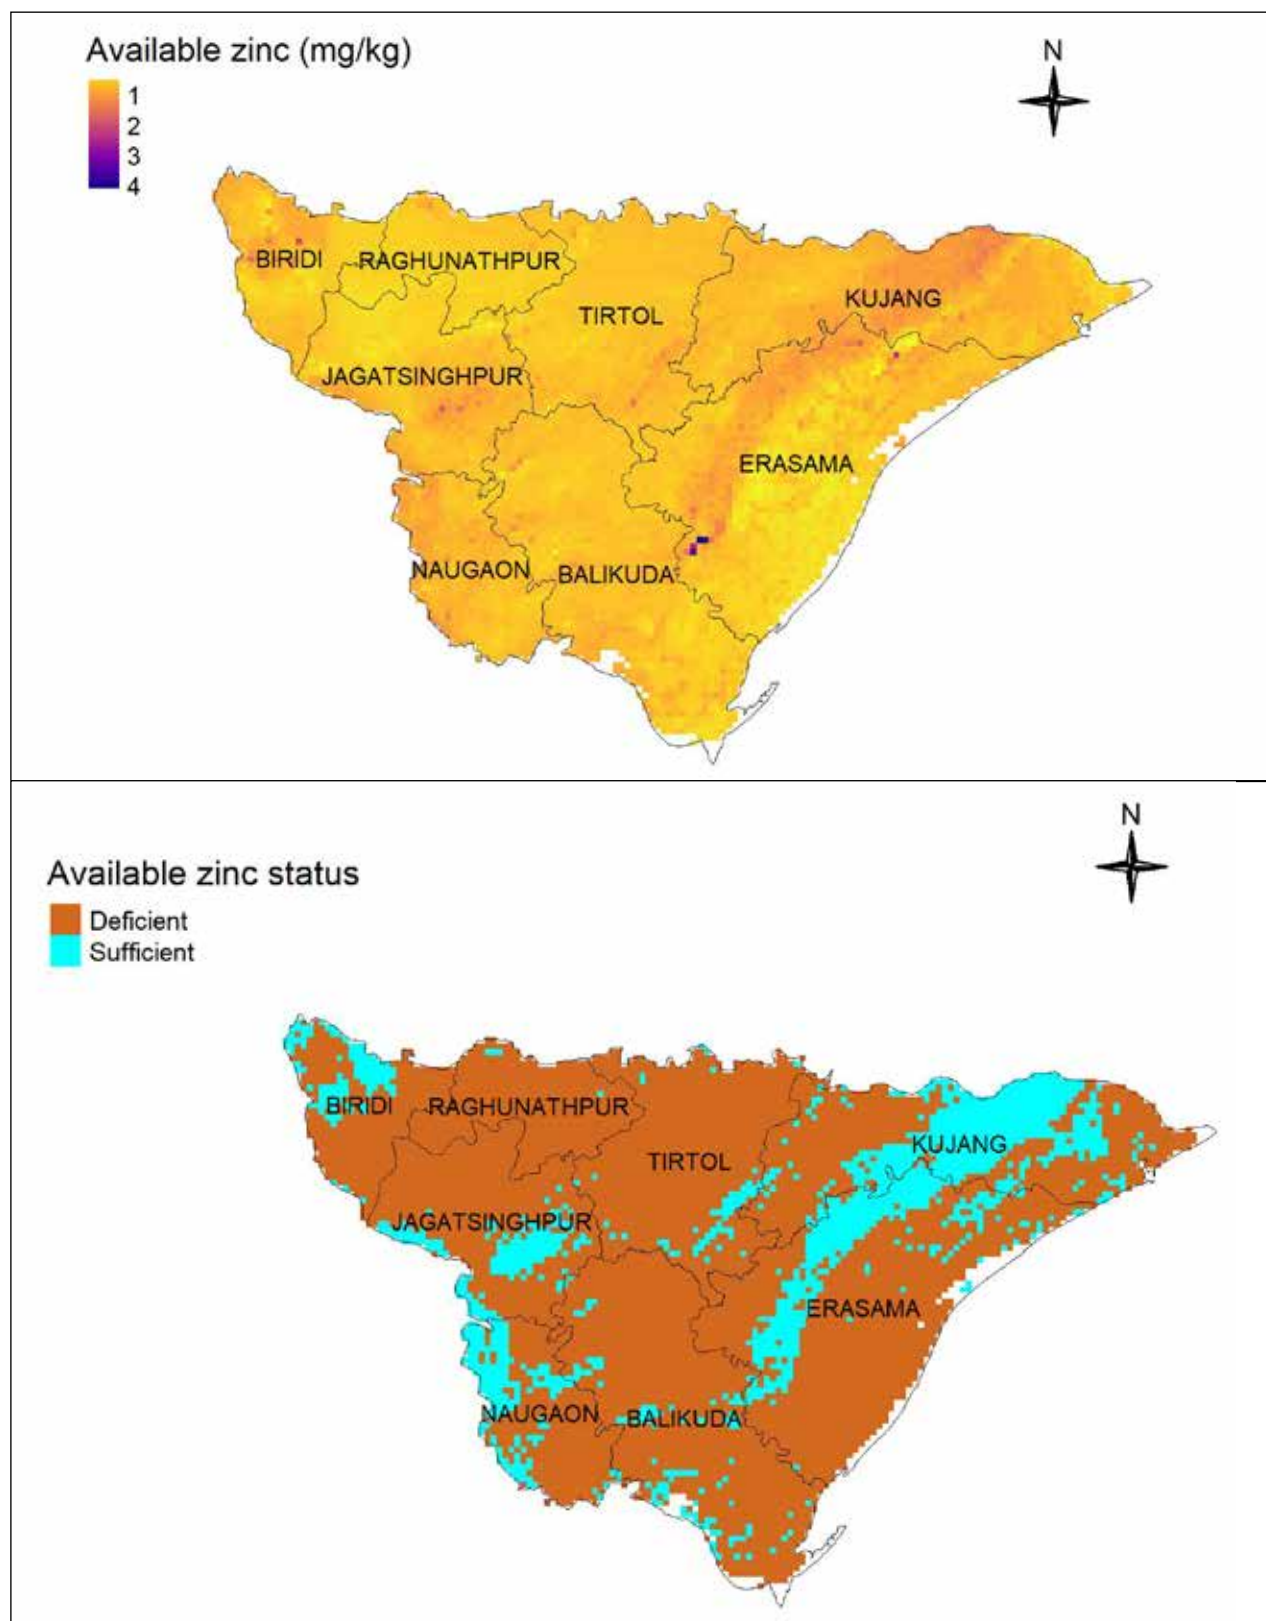 Available zinc (mg/kg)
N
1
2
3
4
BIRIDI
RAGHUNATHPUR
KUJANG
TIRTOL
JAGATSINGHPUR
ERASAMA
NAUGAON
BALIKUDA
N
Available zinc status
Deficient
Sufficient
BIRIDI
RAGHUNATHPUR
KUJANG
TIRTOL
JAGATSINGHPUR
ERASAMA
NAUGAON
BALIKUDA